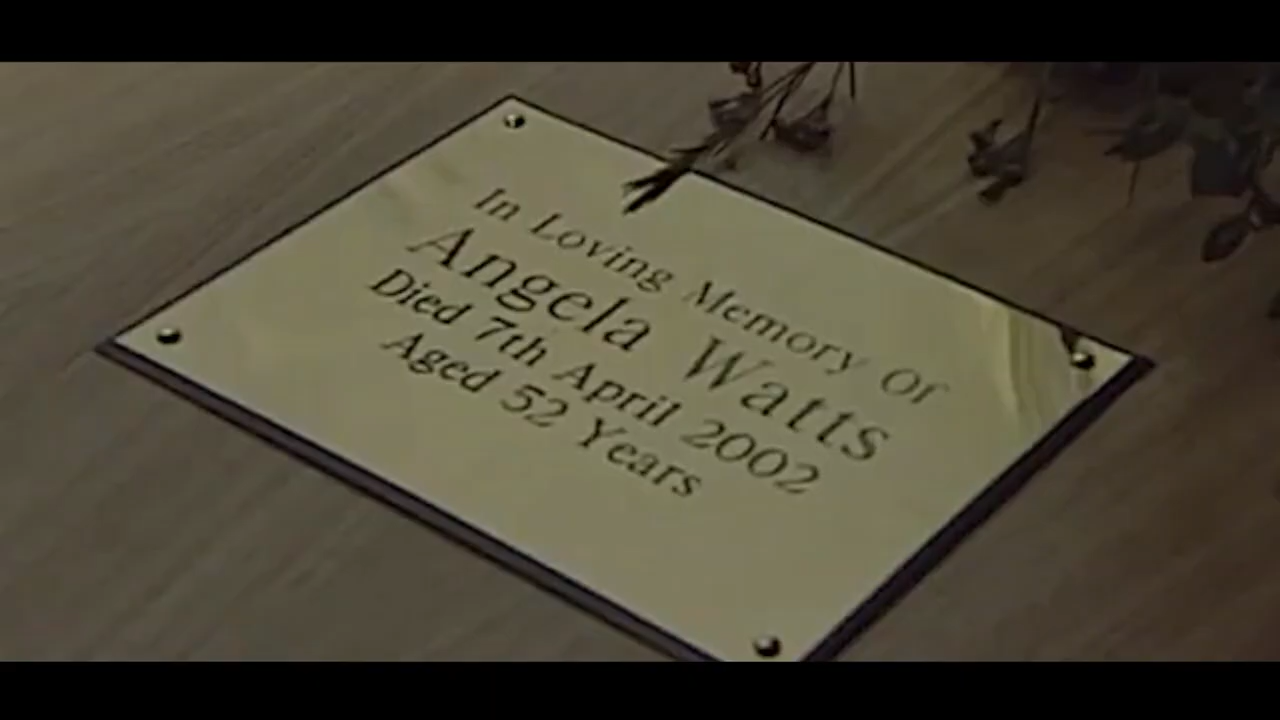 In Loving Memory Of
Angela Watts
Died 7th April 2002
Aged 52 Years